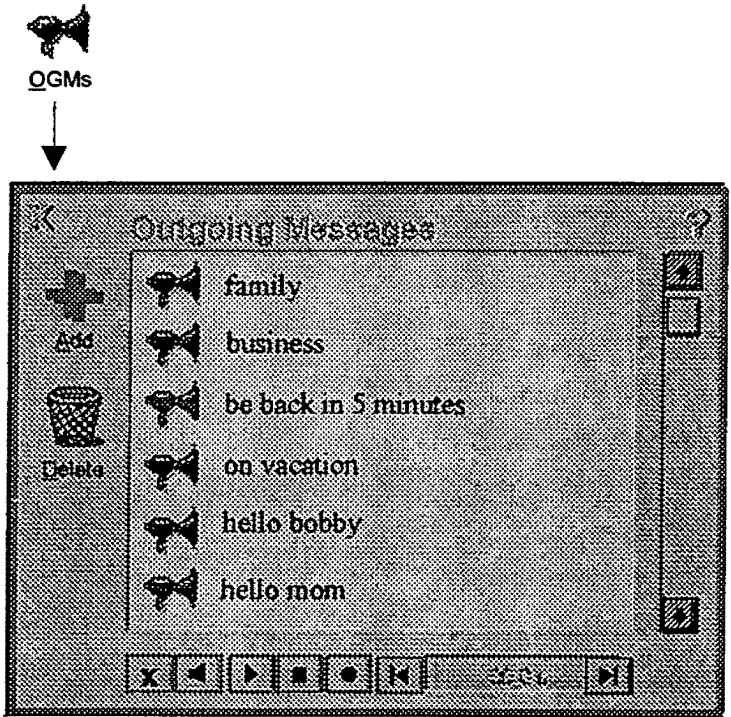 OGMs
Outgoing Messages
?
family
Add
business
be back in 5 minutes
Delete
on vacation
hello bobby
hello mom
x